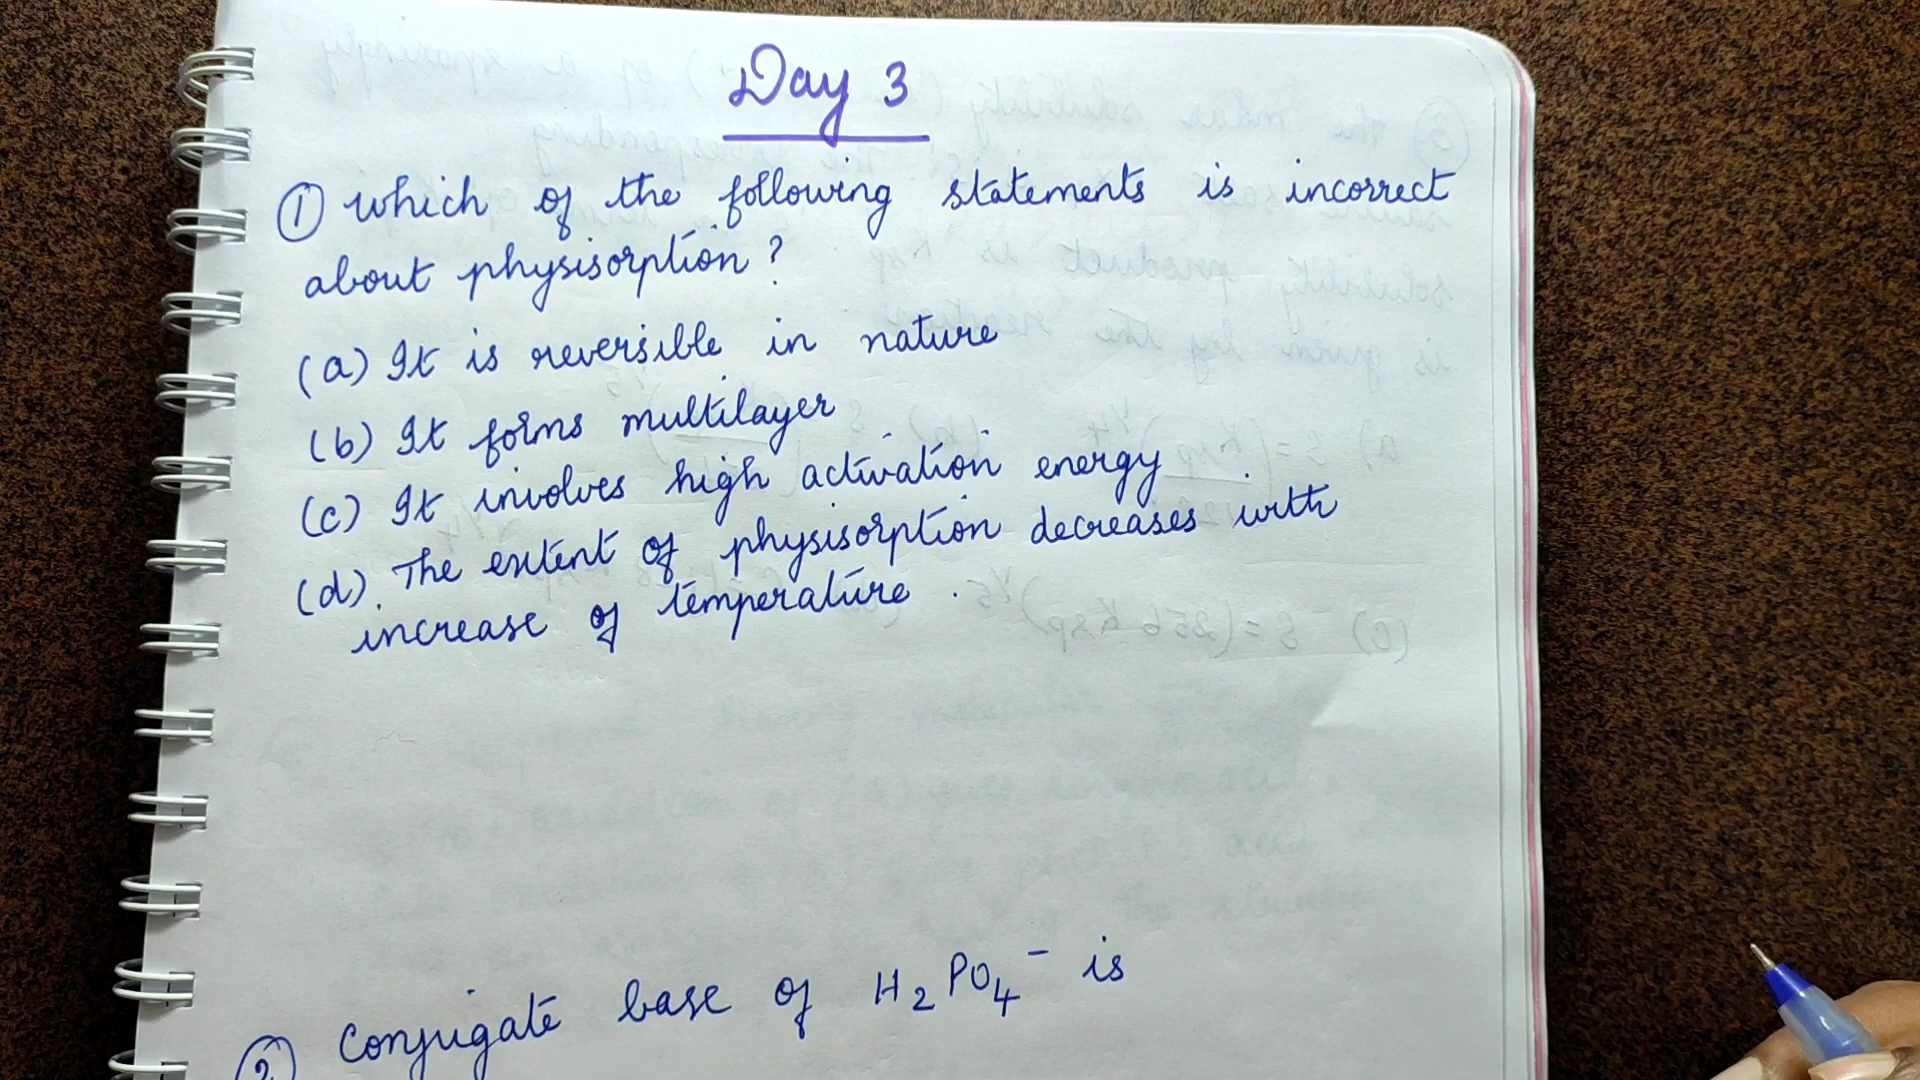 Day 3
① Which of the following statements is incorrect
about physisorption?
(a) It is reversible in nature
(b) It forms multilayer
(c) It involves high activation energy
(d) The extent of physisorption decreases with
increase of temperature.
② Conjugate base of H₂PO₄⁻ is